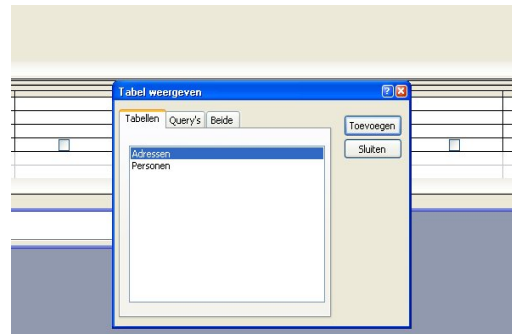 Tabel weergeven
Tabellen Query's Beide
Toevoegen
Sluiten
Adressen
Personen